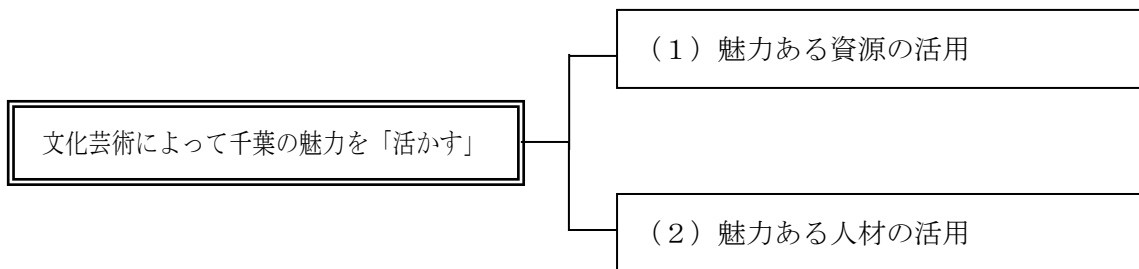 文化芸術によって千葉の魅力を「活かす」
（１）魅力ある資源の活用
（２）魅力ある人材の活用